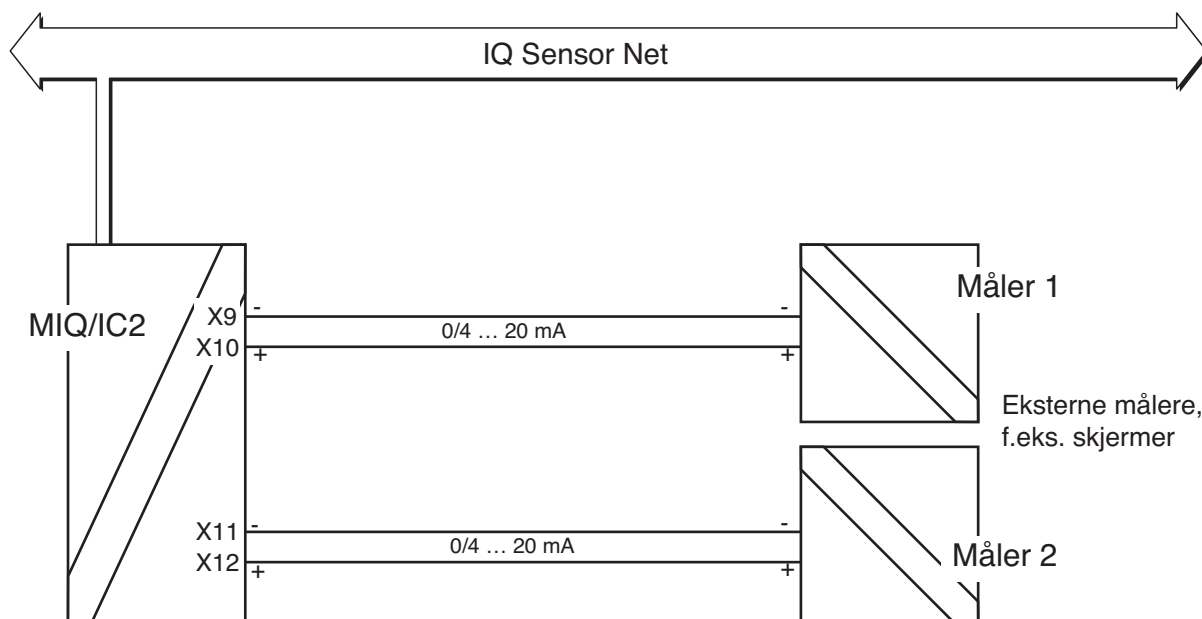 IQ Sensor Net
MIQ/IC2
X9
-
0/4 … 20 mA
-
X10
+
+
Måler 1
Eksterne målere,
f.eks. skjermer
X11
-
0/4 … 20 mA
-
X12
+
+
Måler 2